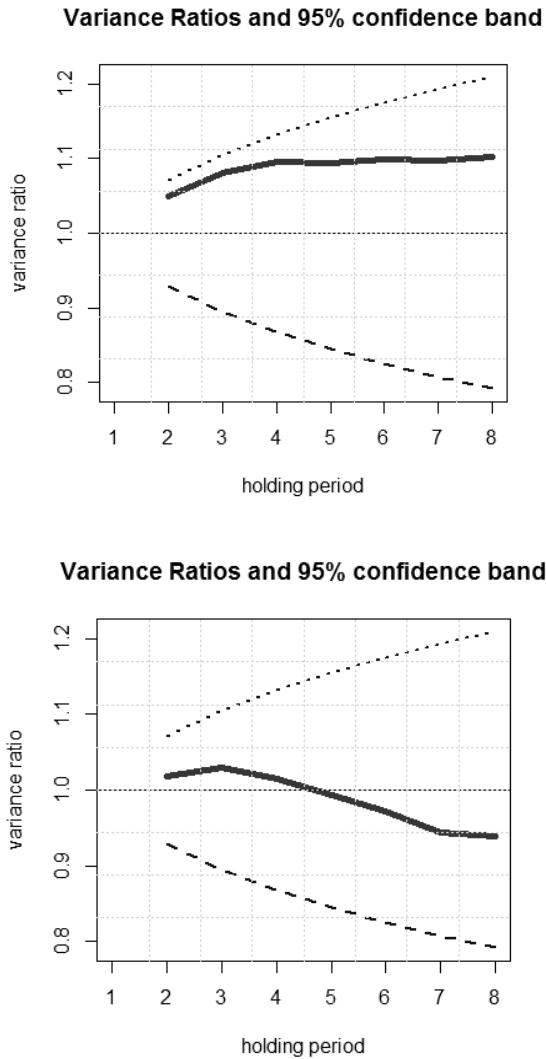 Variance Ratios and 95% confidence band
1.2
1.1
1.0
0.9
0.8
variance ratio
1 2 3 4 5 6 7 8
holding period
Variance Ratios and 95% confidence band
1.2
1.1
1.0
0.9
0.8
variance ratio
1 2 3 4 5 6 7 8
holding period